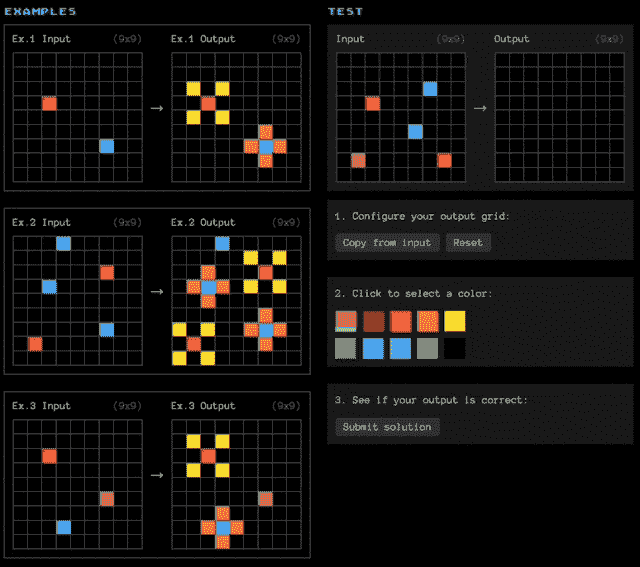 EXAMPLES
Ex.1 Input (9x9)
Ex.1 Output (9x9)
→
Ex.2 Input (9x9)
Ex.2 Output (9x9)
→
Ex.3 Input (9x9)
Ex.3 Output (9x9)
→
TEST
Input (9x9)
Output (9x9)
→
1. Configure your output grid:
Copy from input
Reset
2. Click to select a color:
3. See if your output is correct:
Submit solution